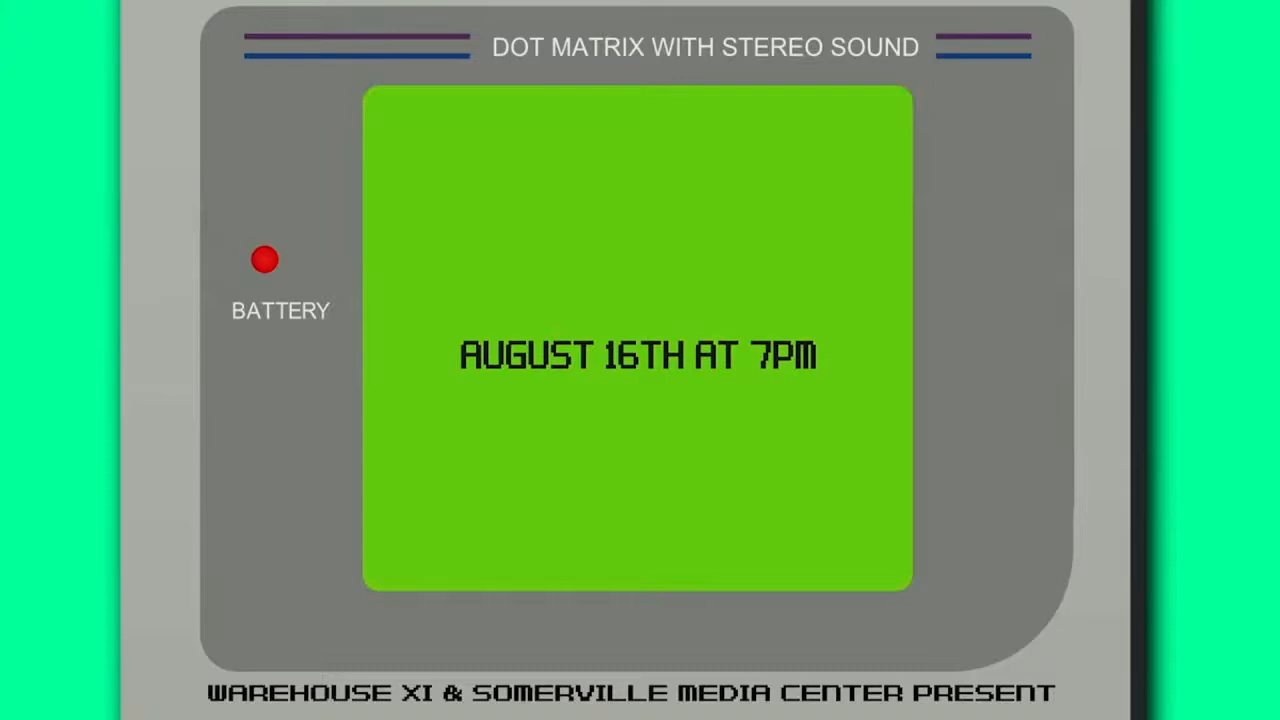 DOT MATRIX WITH STEREO SOUND
BATTERY
AUGUST 16TH AT 7PM
WAREHOUSE XI & SOMERVILLE MEDIA CENTER PRESENT